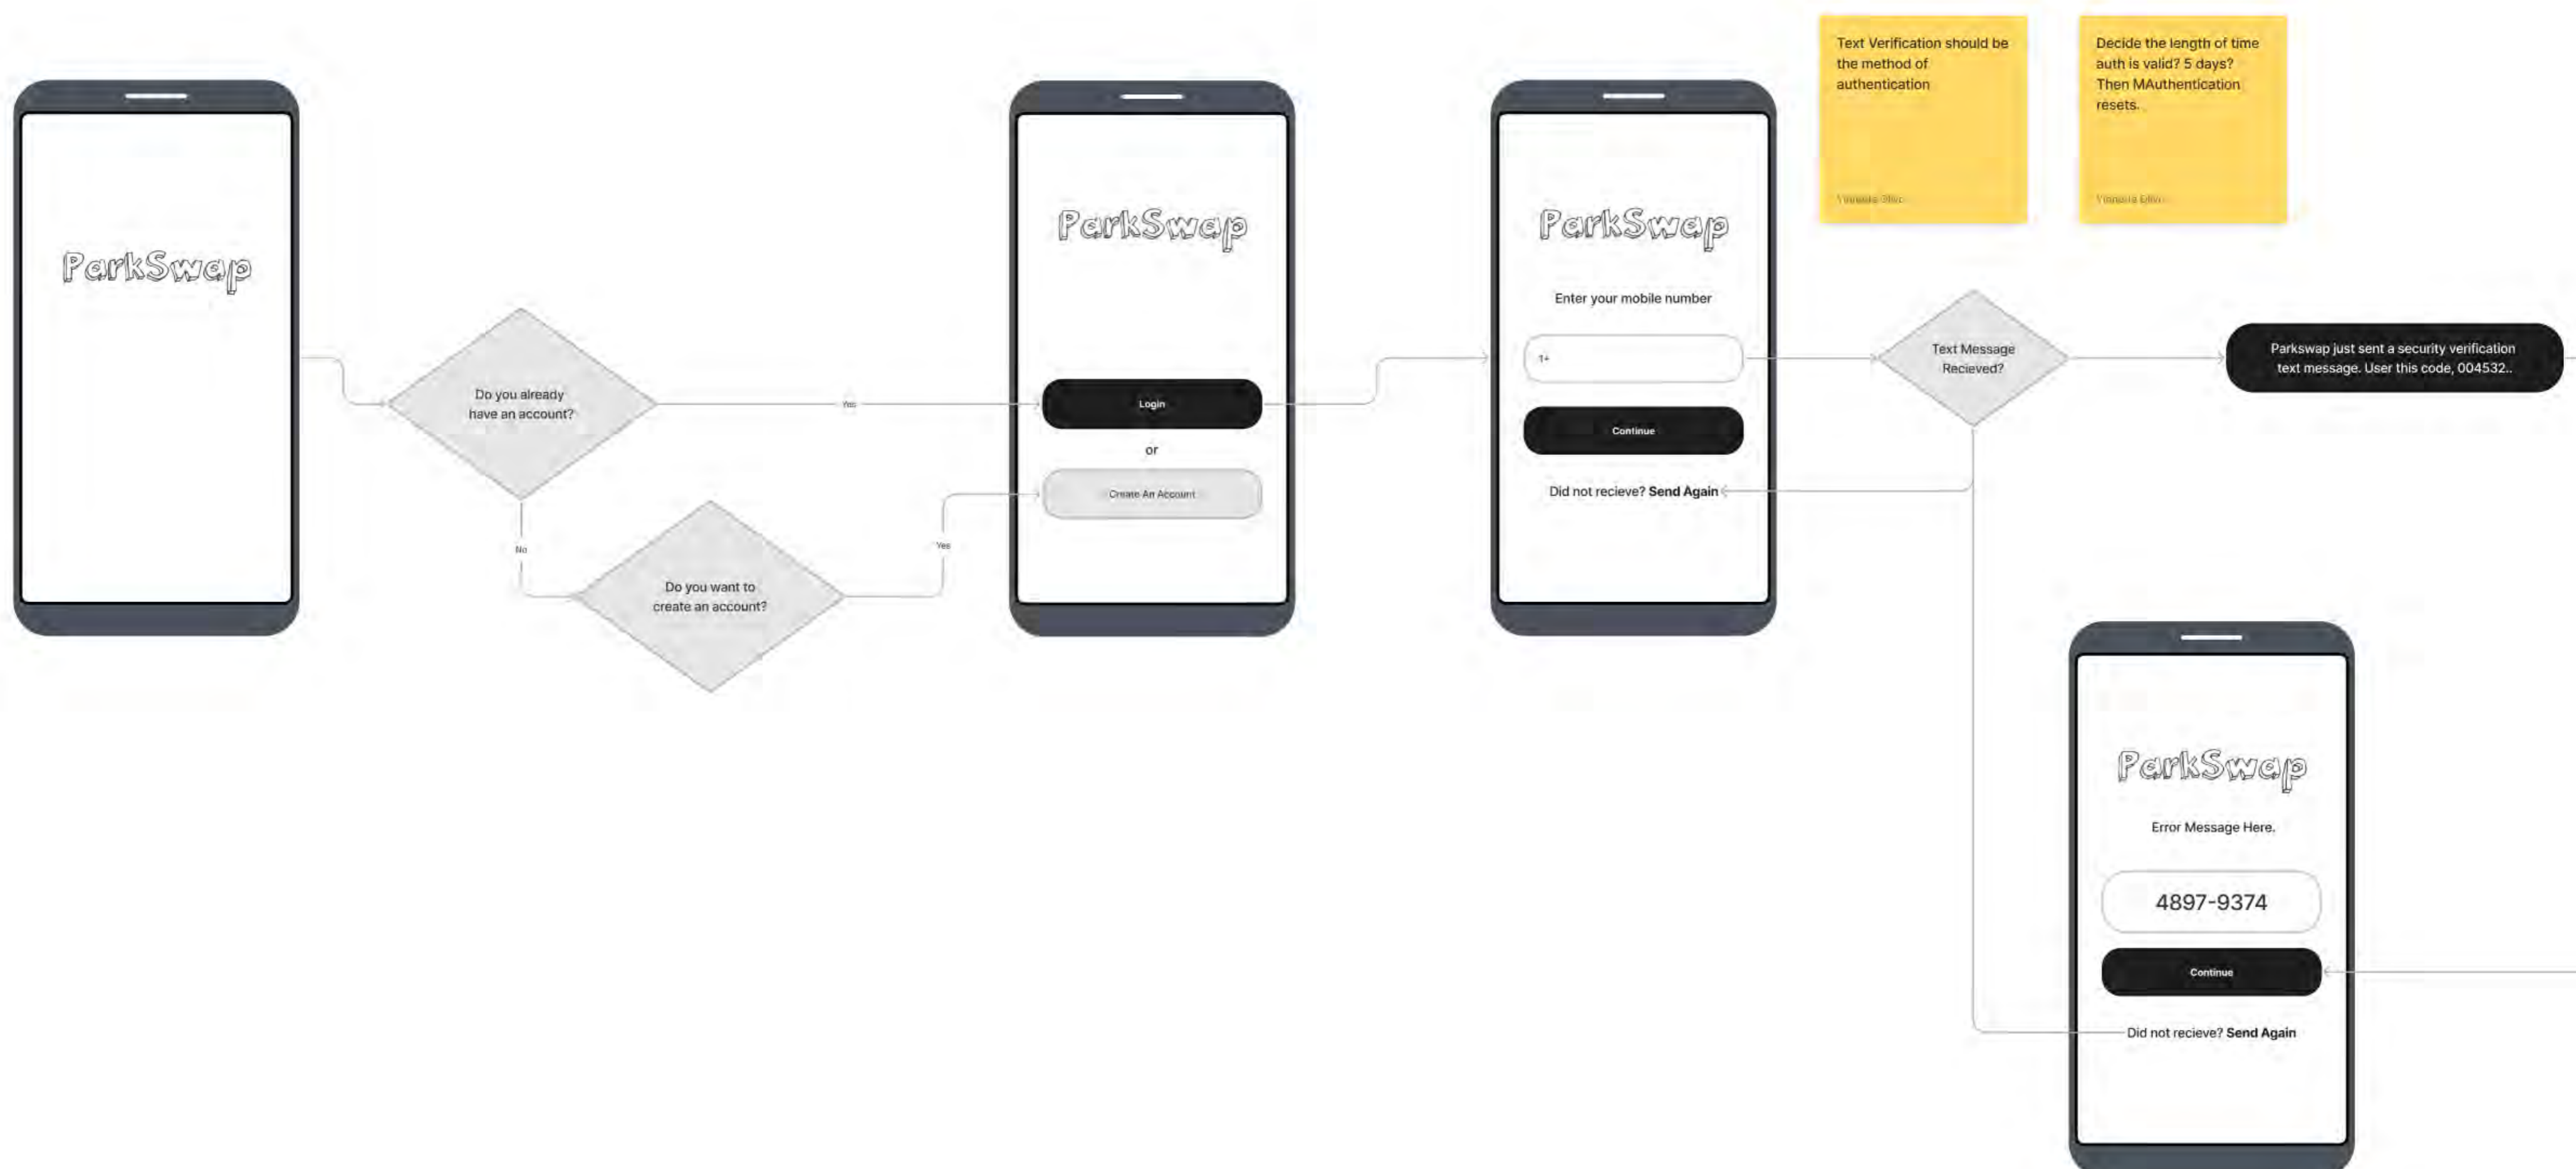 ParkSwap
Do you already
have an account?
No
Do you want to
create an account?
Yes
Yes
ParkSwap
Login
or
Create An Account
ParkSwap
Enter your mobile number
1+
Continue
Did not recieve? Send Again
Text Verification should be
the method of
authentication
Decide the length of time
auth is valid? 5 days?
Then MAuthentication
resets.
Text Message
Recieved?
Parkswap just sent a security verification
text message. User this code, 004532..
ParkSwap
Error Message Here.
4897-9374
Continue
Did not recieve? Send Again